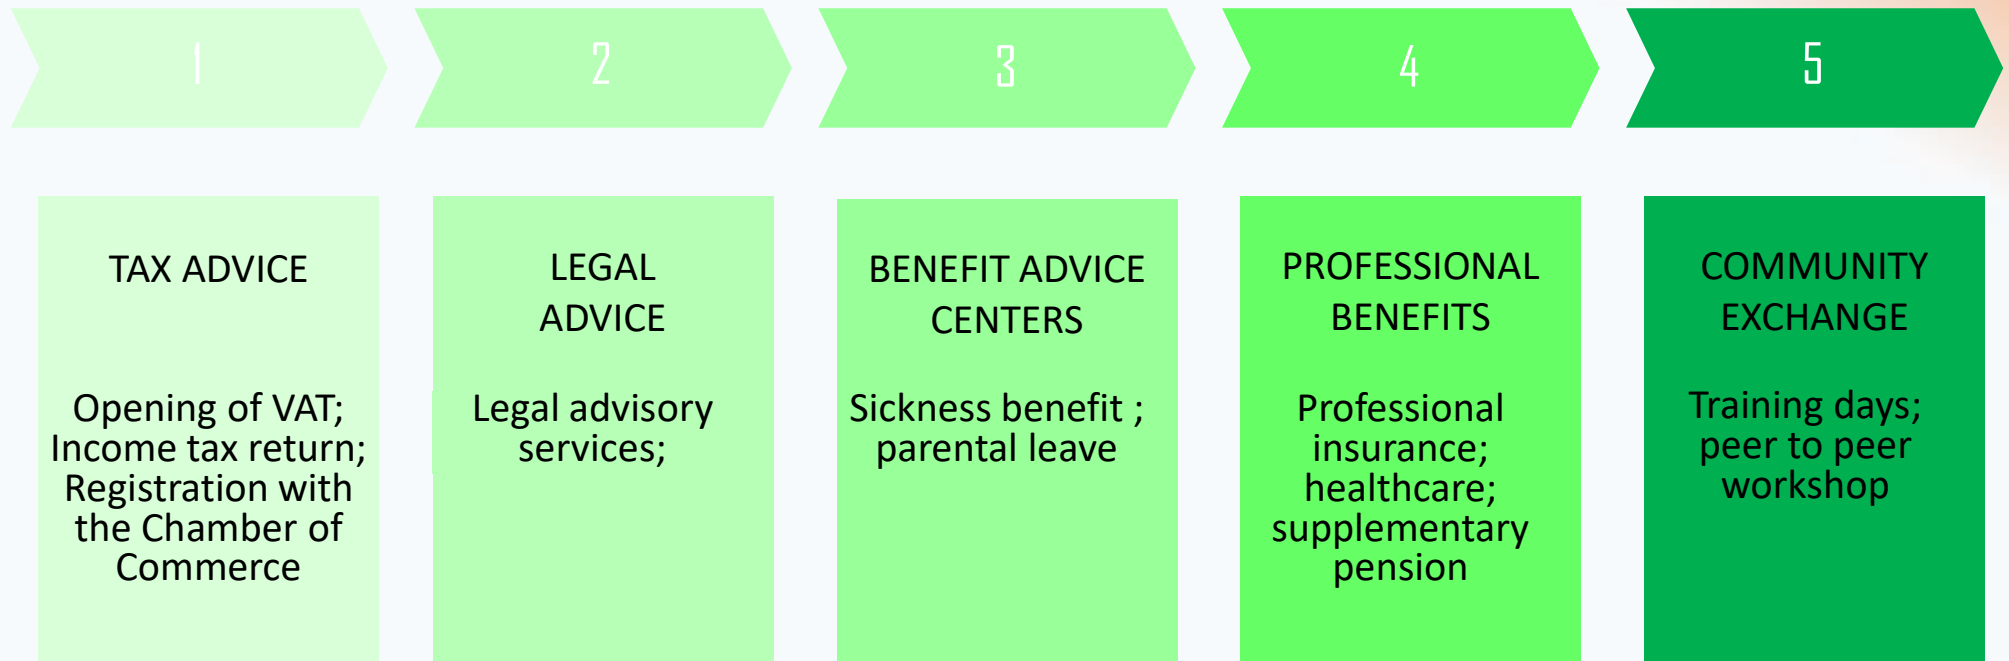 1
2
3
4
5
TAX ADVICE
Opening of VAT;
Income tax return;
Registration with
the Chamber of
Commerce
LEGAL
ADVICE
Legal advisory
services;
BENEFIT ADVICE
CENTERS
Sickness benefit ;
parental leave
PROFESSIONAL
BENEFITS
Professional
insurance;
healthcare;
supplementary
pension
COMMUNITY
EXCHANGE
Training days;
peer to peer
workshop